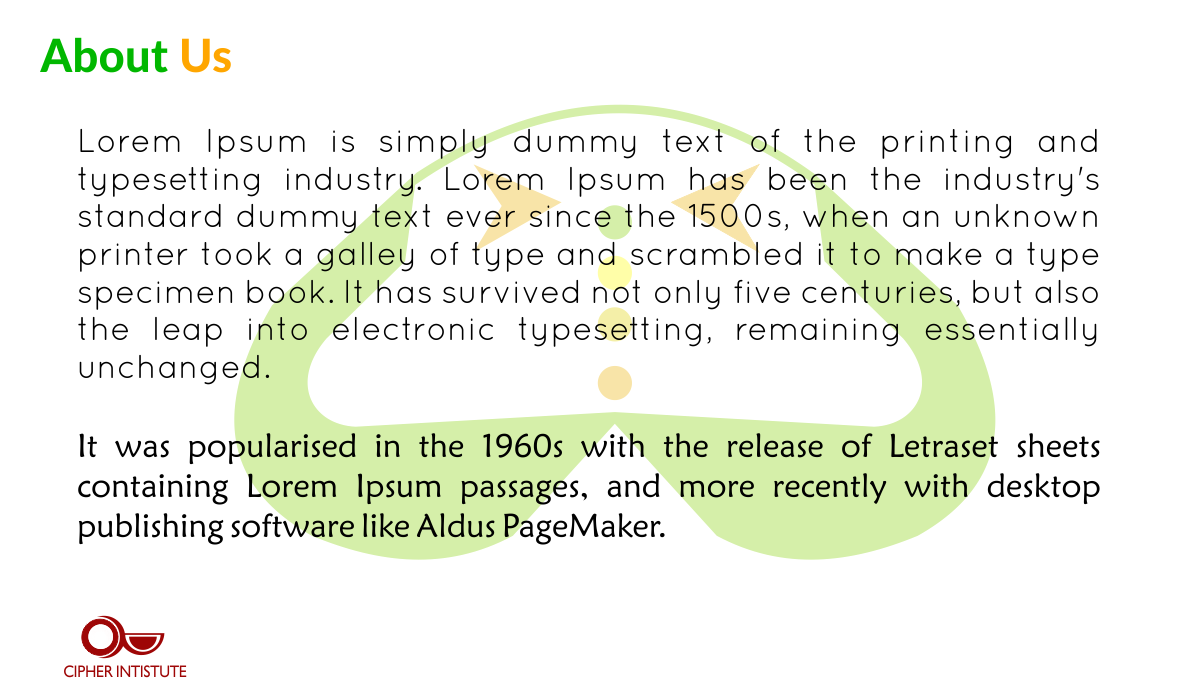 About Us
Lorem Ipsum is simply dummy text of the printing and
typesetting industry. Lorem Ipsum has been the industry's
standard dummy text ever since the 1500s, when an unknown
printer took a galley of type and scrambled it to make a type
specimen book. It has survived not only five centuries, but also
the leap into electronic typesetting, remaining essentially
unchanged.
It was popularised in the 1960s with the release of Letraset sheets
containing Lorem Ipsum passages, and more recently with desktop
publishing software like Aldus PageMaker.
CIPHER INTISTUTE